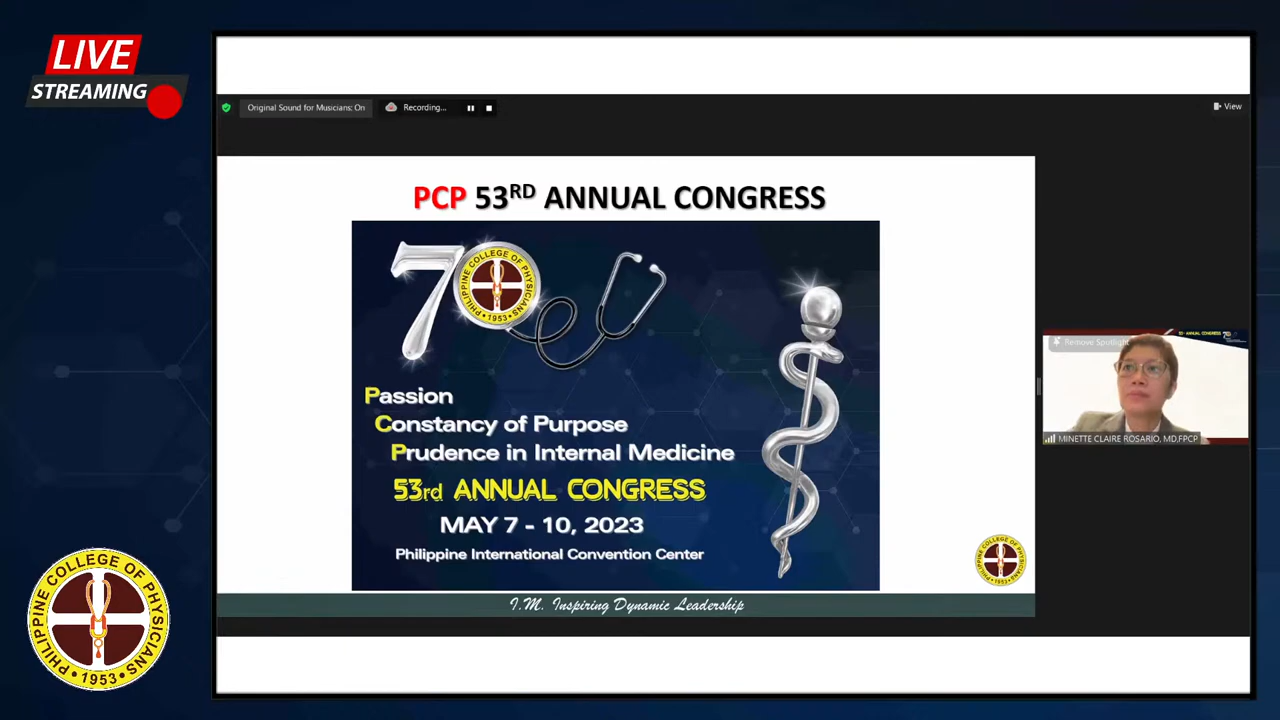 LIVE
STREAMING
Original Sound for Musicians: On
Recording...
View
PCP 53RD ANNUAL CONGRESS
70
PHILIPPINE COLLEGE OF PHYSICIANS
1953
Passion
Constancy of Purpose
Prudence in Internal Medicine
53rd ANNUAL CONGRESS
MAY 7 - 10, 2023
Philippine International Convention Center
I.M. Inspiring Dynamic Leadership
Remove Spotlight
MINETTE CLAIRE ROSARIO, MD,FPCP
PHILIPPINE COLLEGE OF PHYSICIANS
1953